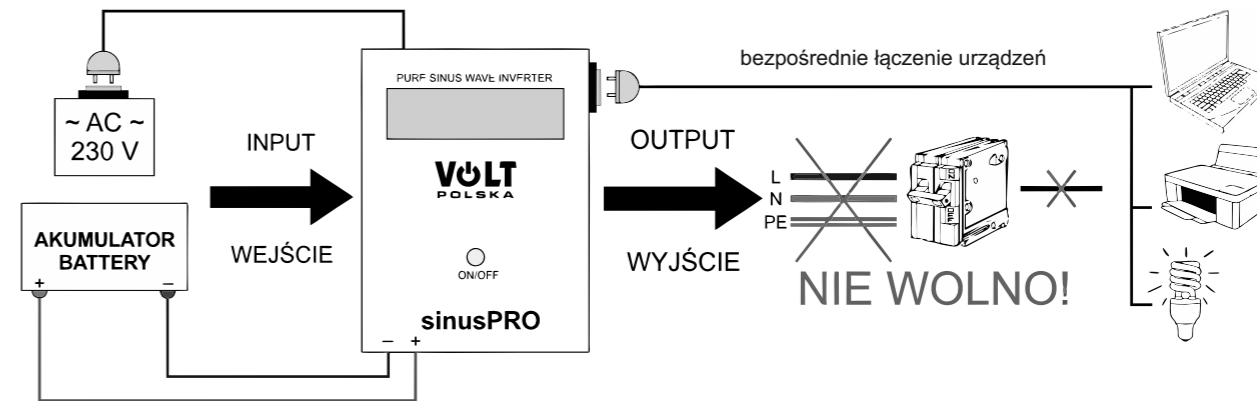 ~ AC ~
230 V
AKUMULATOR
BATTERY
+ −
INPUT
WEJŚCIE
PURE SINUS WAVE INVERTER
VOLT
POLSKA
ON/OFF
sinusPRO
− +
bezpośrednie łączenie urządzeń
OUTPUT
WYJŚCIE
L
N
PE
NIE WOLNO!